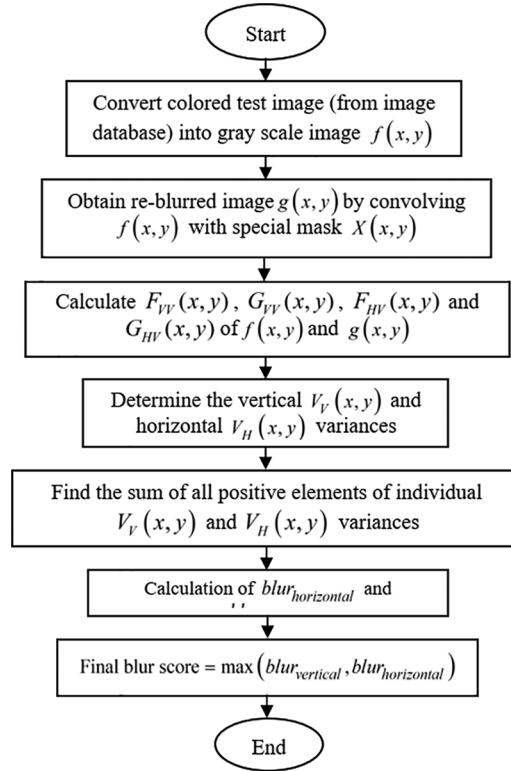 Start
Convert colored test image (from image
database) into gray scale image f(x, y)
Obtain re-blurred image g(x, y) by convolving
f(x, y) with special mask X(x, y)
Calculate F_VV(x, y), G_VV(x, y), F_HV(x, y) and
G_HV(x, y) of f(x, y) and g(x, y)
Determine the vertical V_V(x, y) and
horizontal V_H(x, y) variances
Find the sum of all positive elements of individual
V_V(x, y) and V_H(x, y) variances
Calculation of blur_horizontal and
Final blur score = max(blur_vertical, blur_horizontal)
End